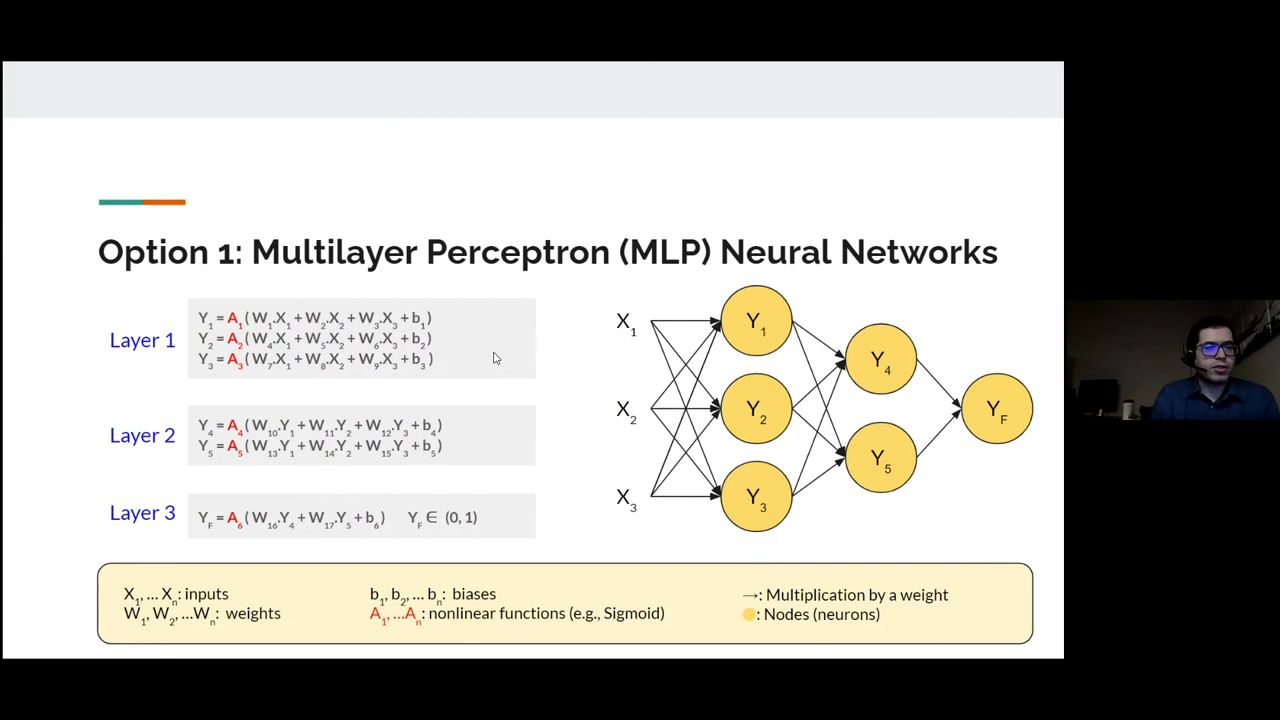 Option 1: Multilayer Perceptron (MLP) Neural Networks
Layer 1
Y₁ = A₁( W₁.X₁ + W₂.X₂ + W₃.X₃ + b₁)
Y₂ = A₂( W₄.X₁ + W₅.X₂ + W₆.X₃ + b₂)
Y₃ = A₃( W₇.X₁ + W₈.X₂ + W₉.X₃ + b₃ )
Layer 2
Y₄ = A₄( W₁₀.Y₁ + W₁₁.Y₂ + W₁₂.Y₃ + b₄)
Y₅ = A₅( W₁₃.Y₁ + W₁₄.Y₂ + W₁₅.Y₃ + b₅)
Layer 3
Y_F = A₆( W₁₆.Y₄ + W₁₇.Y₅ + b₆) Y_F ∈ (0, 1)
X₁
X₂
X₃
Y₁
Y₂
Y₃
Y₄
Y₅
Y_F
X₁, ... Xₙ: inputs
W₁, W₂, ...Wₙ: weights
b₁, b₂, ... bₙ: biases
A₁, ...Aₙ: nonlinear functions (e.g., Sigmoid)
→: Multiplication by a weight
: Nodes (neurons)